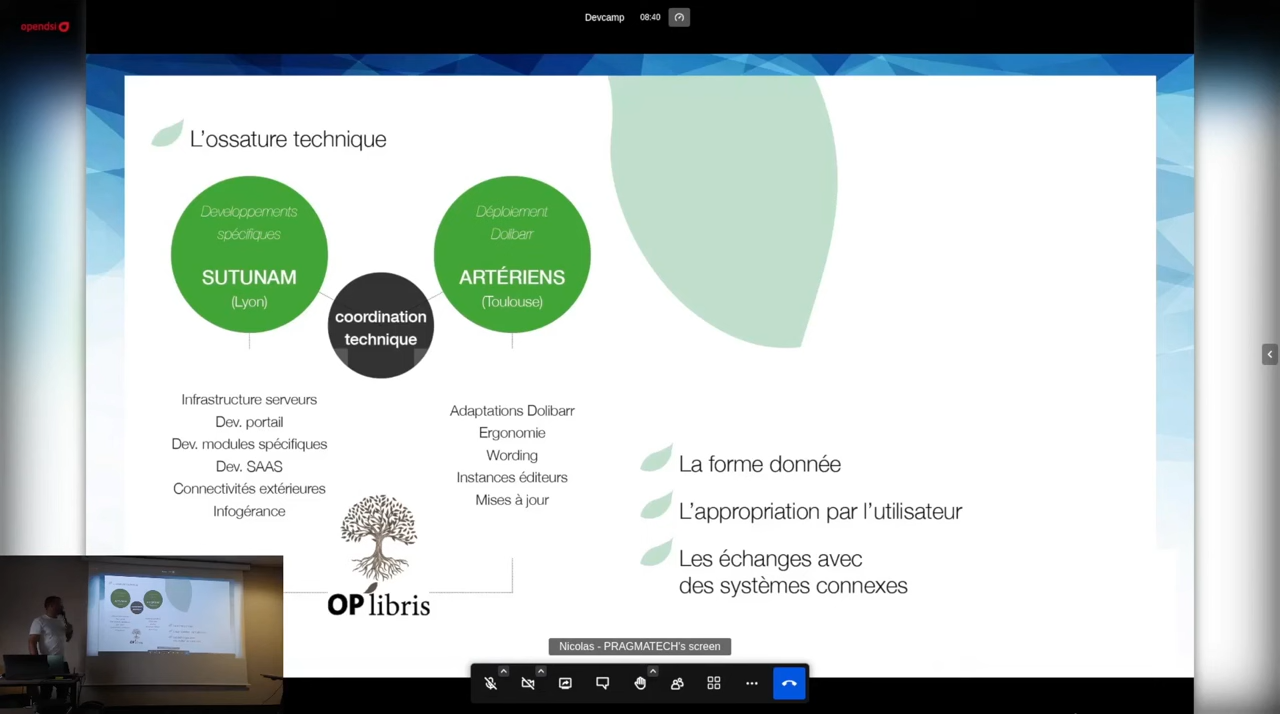 opendsi
Devcamp 08:40
L'ossature technique
Developpements
spécifiques
SUTUNAM
(Lyon)
Déploiement
Dolibarr
ARTÉRIENS
(Toulouse)
coordination
technique
Infrastructure serveurs
Dev. portail
Dev. modules spécifiques
Dev. SAAS
Connectivités extérieures
Infogérance
Adaptations Dolibarr
Ergonomie
Wording
Instances éditeurs
Mises à jour
OP libris
La forme donnée
L'appropriation par l'utilisateur
Les échanges avec
des systèmes connexes
Nicolas - PRAGMATECH's screen